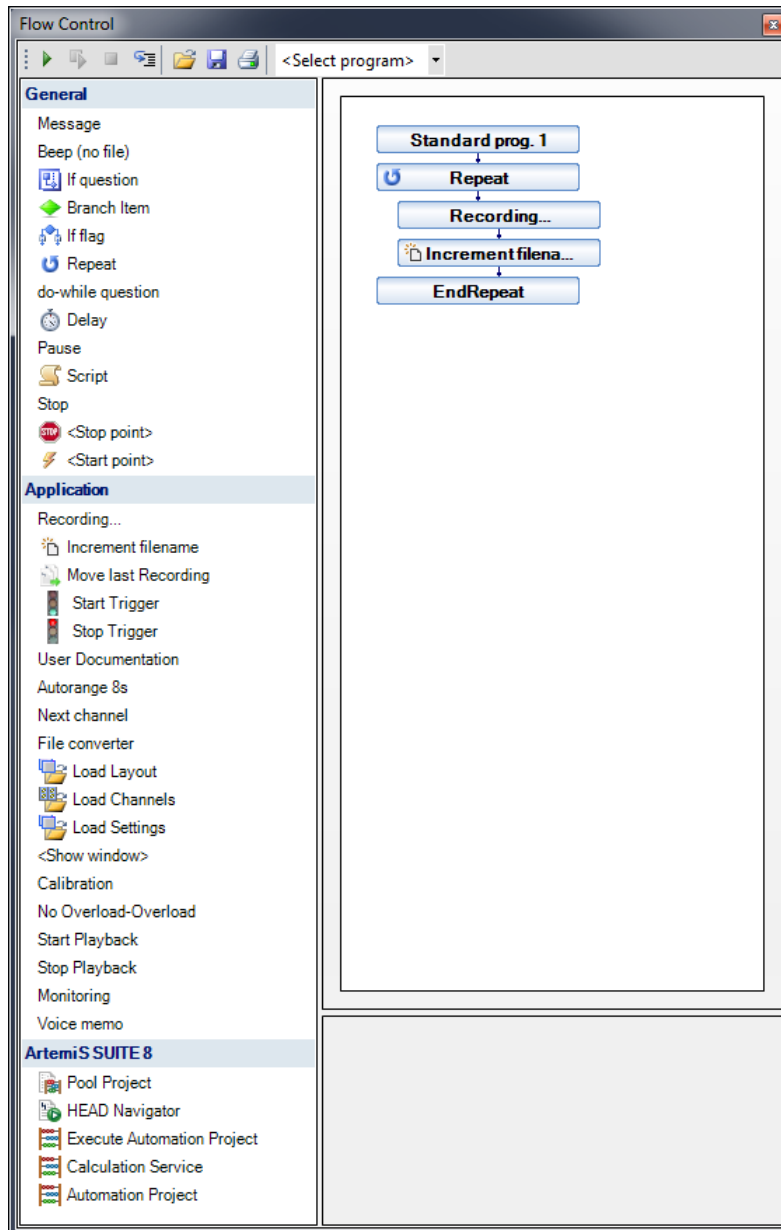 Flow Control
<Select program>
General
Message
Beep (no file)
If question
Branch Item
If flag
Repeat
do-while question
Delay
Pause
Script
Stop
<Stop point>
<Start point>
Application
Recording...
Increment filename
Move last Recording
Start Trigger
Stop Trigger
User Documentation
Autorange 8s
Next channel
File converter
Load Layout
Load Channels
Load Settings
<Show window>
Calibration
No Overload-Overload
Start Playback
Stop Playback
Monitoring
Voice memo
ArtemiS SUITE 8
Pool Project
HEAD Navigator
Execute Automation Project
Calculation Service
Automation Project
Standard prog. 1
Repeat
Recording...
Increment filena...
EndRepeat